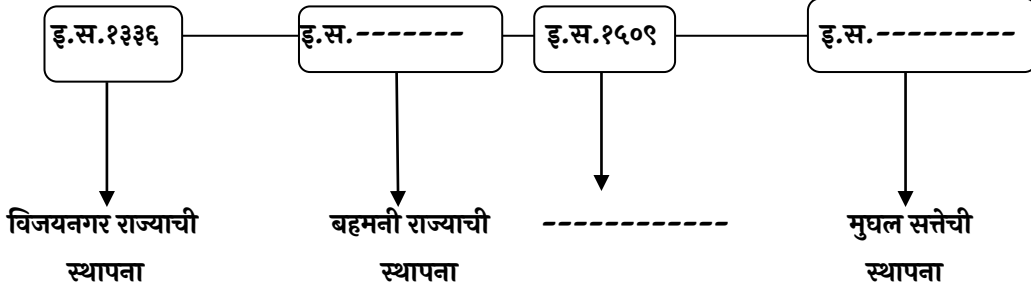 इ.स.१३३६ इ.स.------- इ.स.१५०९ इ.स.---------
विजयनगर राज्याची बहमनी राज्याची ------------ मुघल सत्तेची
स्थापना स्थापना स्थापना